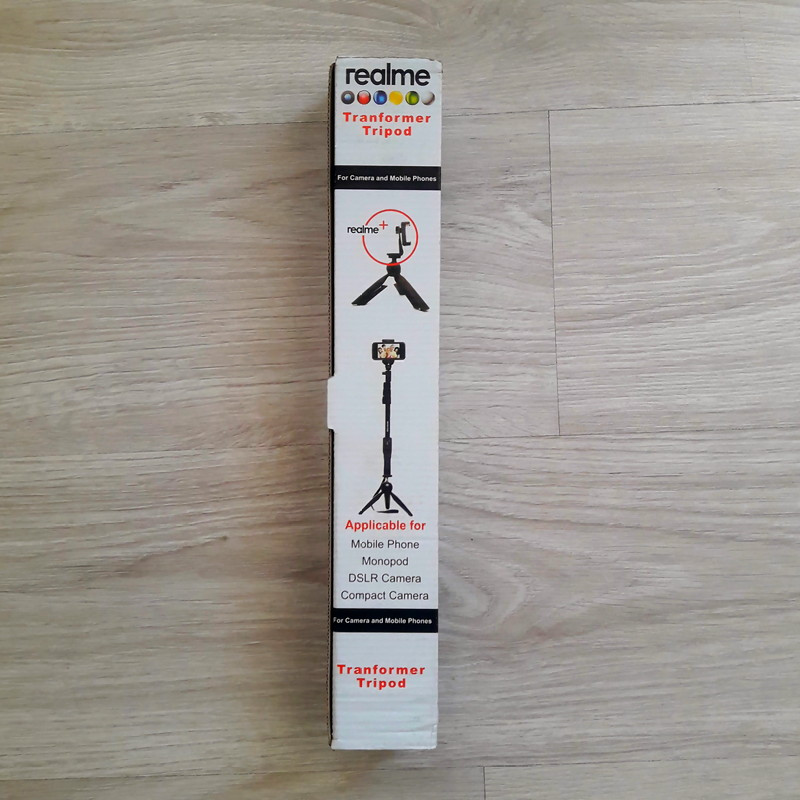 realme
Tranformer
Tripod
For Camera and Mobile Phones
realme+
Applicable for
Mobile Phone
Monopod
DSLR Camera
Compact Camera
For Camera and Mobile Phones
Tranformer
Tripod